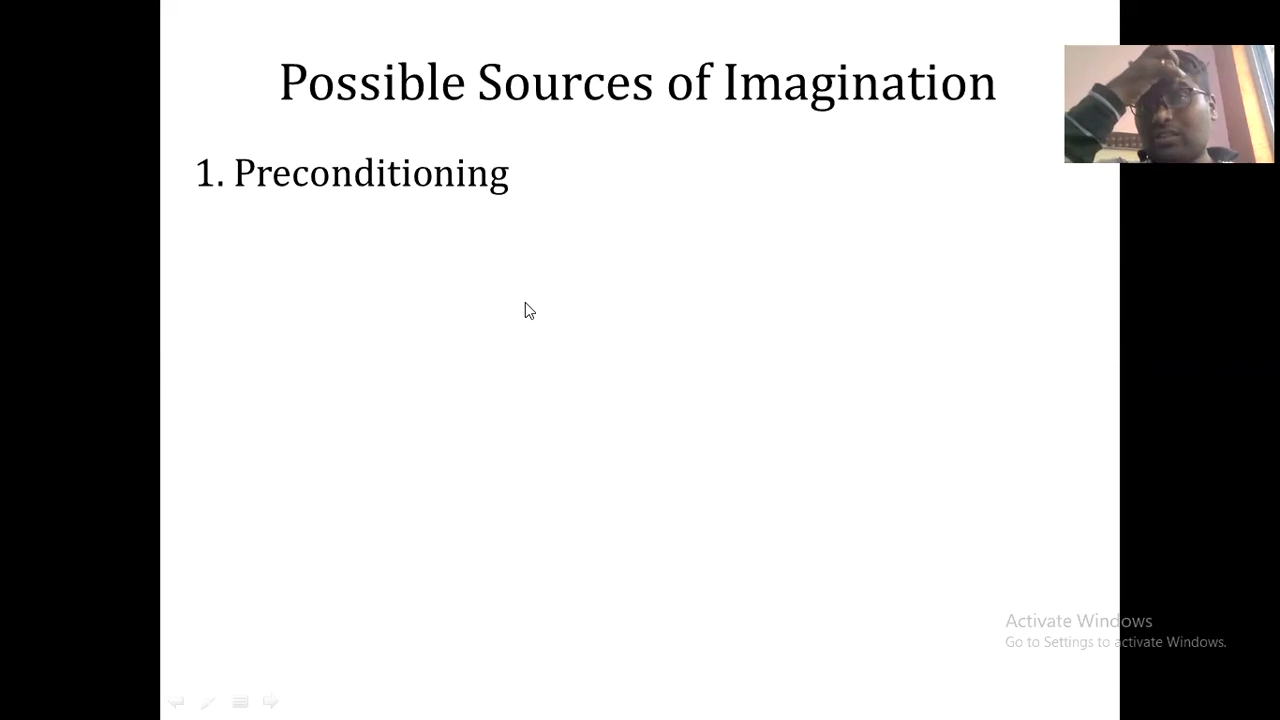 Possible Sources of Imagination
1. Preconditioning
Activate Windows
Go to Settings to activate Windows.